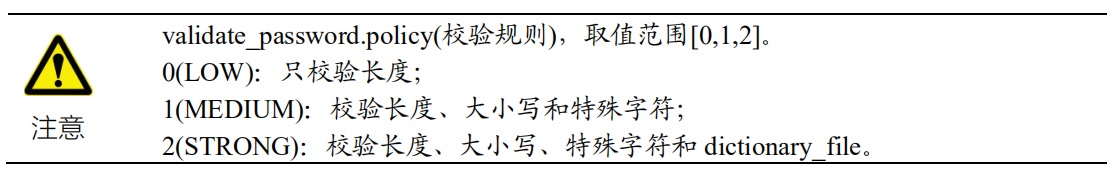 validate_password.policy(校验规则)，取值范围[0,1,2]。
0(LOW)：只校验长度；
1(MEDIUM)：校验长度、大小写和特殊字符；
2(STRONG)：校验长度、大小写、特殊字符和 dictionary_file。
注意